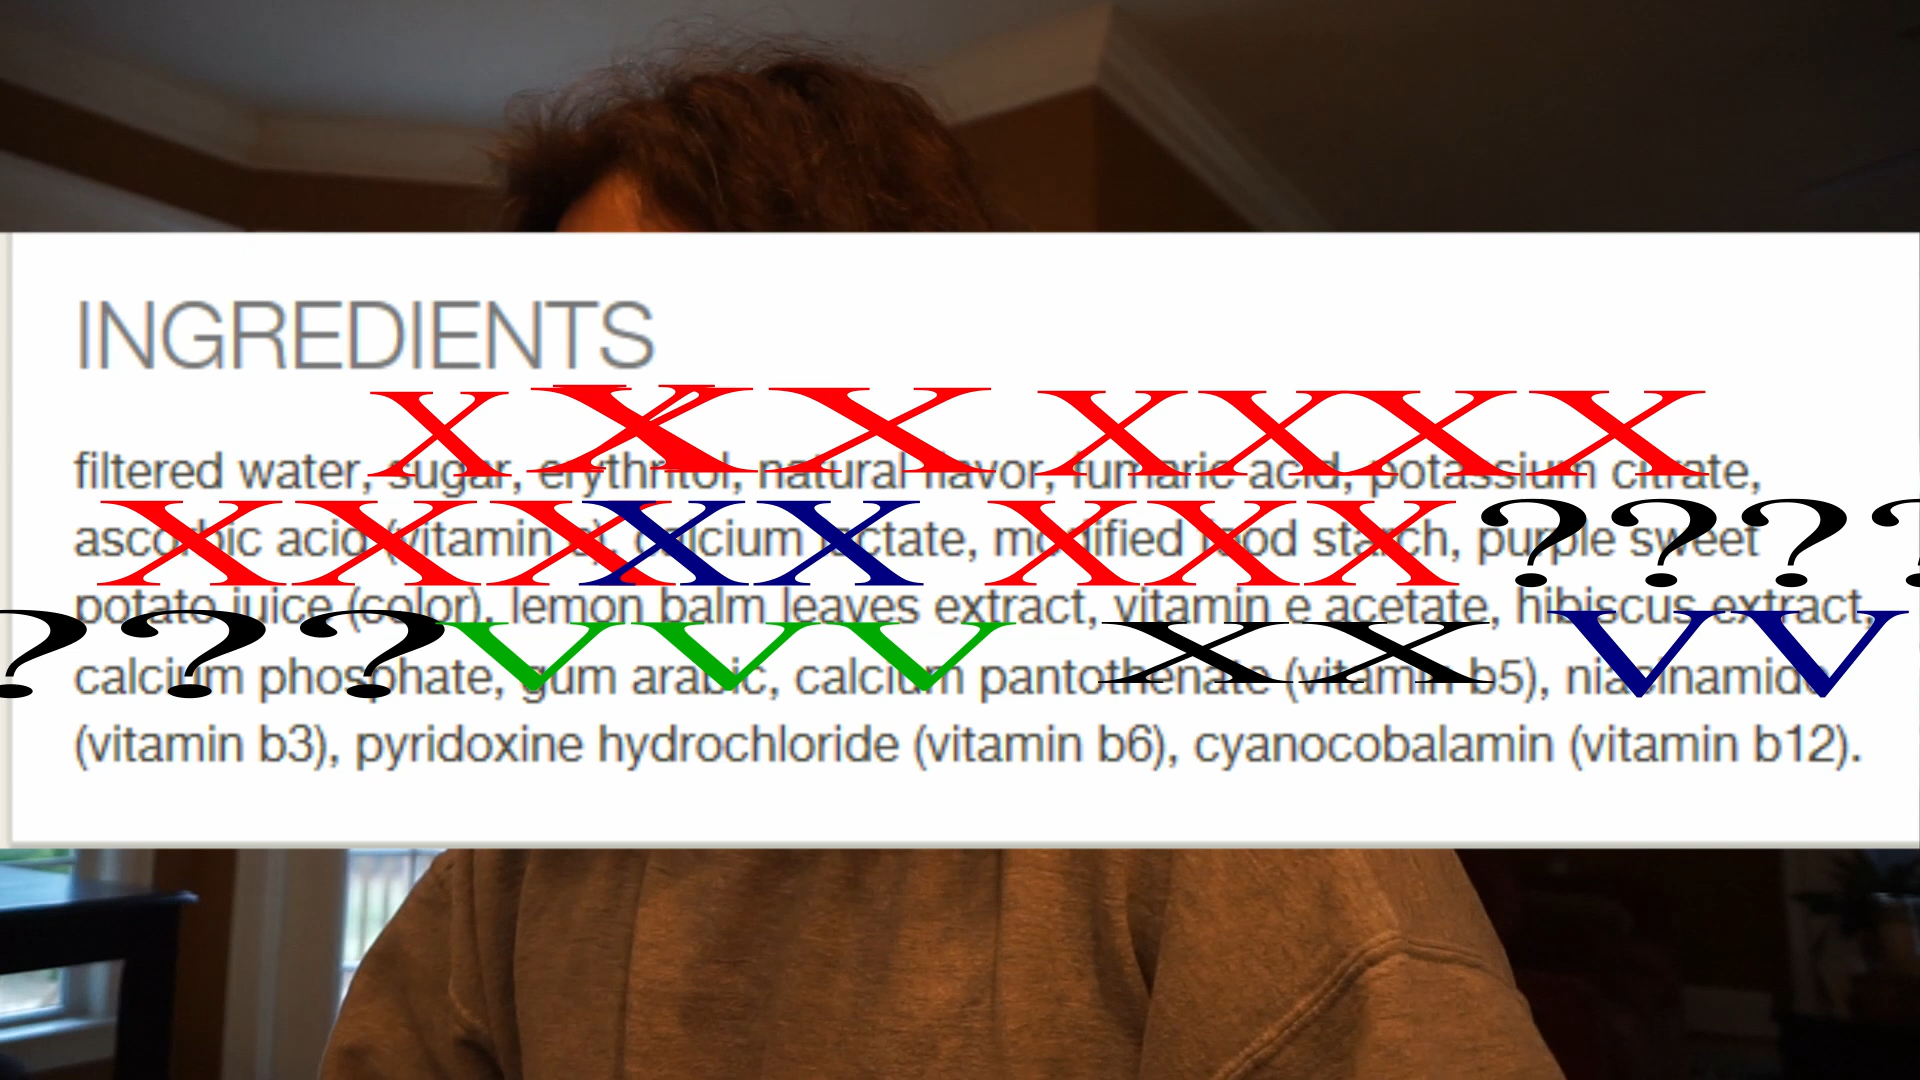 INGREDIENTS
X X X X X X X
filtered water, sugar, erythritol, natural flavor, fumaric acid, potassium citrate,
X X X X X X X X ? ? ? ?
ascorbic acid (vitamin c), calcium lactate, modified food starch, purple sweet
potato juice (color), lemon balm leaves extract, vitamin e acetate, hibiscus extract,
? ? ? V V V X X V V
calcium phosphate, gum arabic, calcium pantothenate (vitamin b5), niacinamide
(vitamin b3), pyridoxine hydrochloride (vitamin b6), cyanocobalamin (vitamin b12).